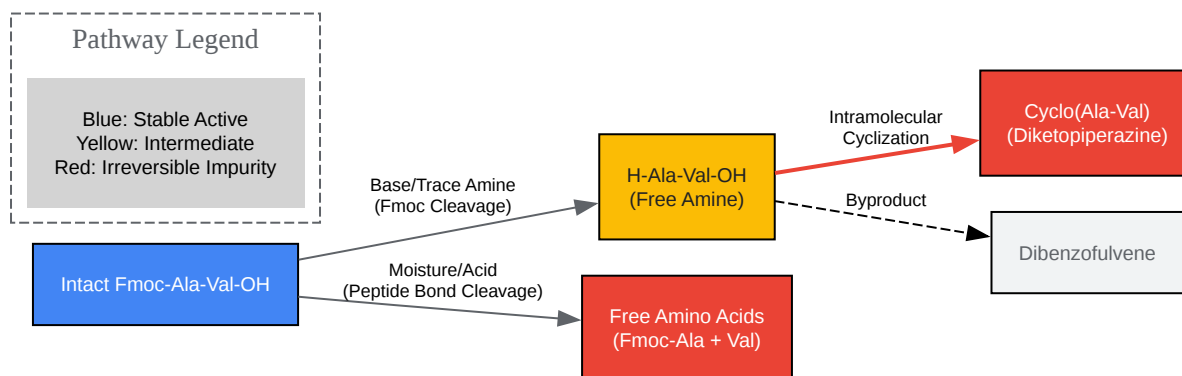 Pathway Legend
Blue: Stable Active
Yellow: Intermediate
Red: Irreversible Impurity
Intact Fmoc-Ala-Val-OH
Base/Trace Amine
(Fmoc Cleavage)
Moisture/Acid
(Peptide Bond Cleavage)
H-Ala-Val-OH
(Free Amine)
Free Amino Acids
(Fmoc-Ala + Val)
Intramolecular
Cyclization
Byproduct
Cyclo(Ala-Val)
(Diketopiperazine)
Dibenzofulvene